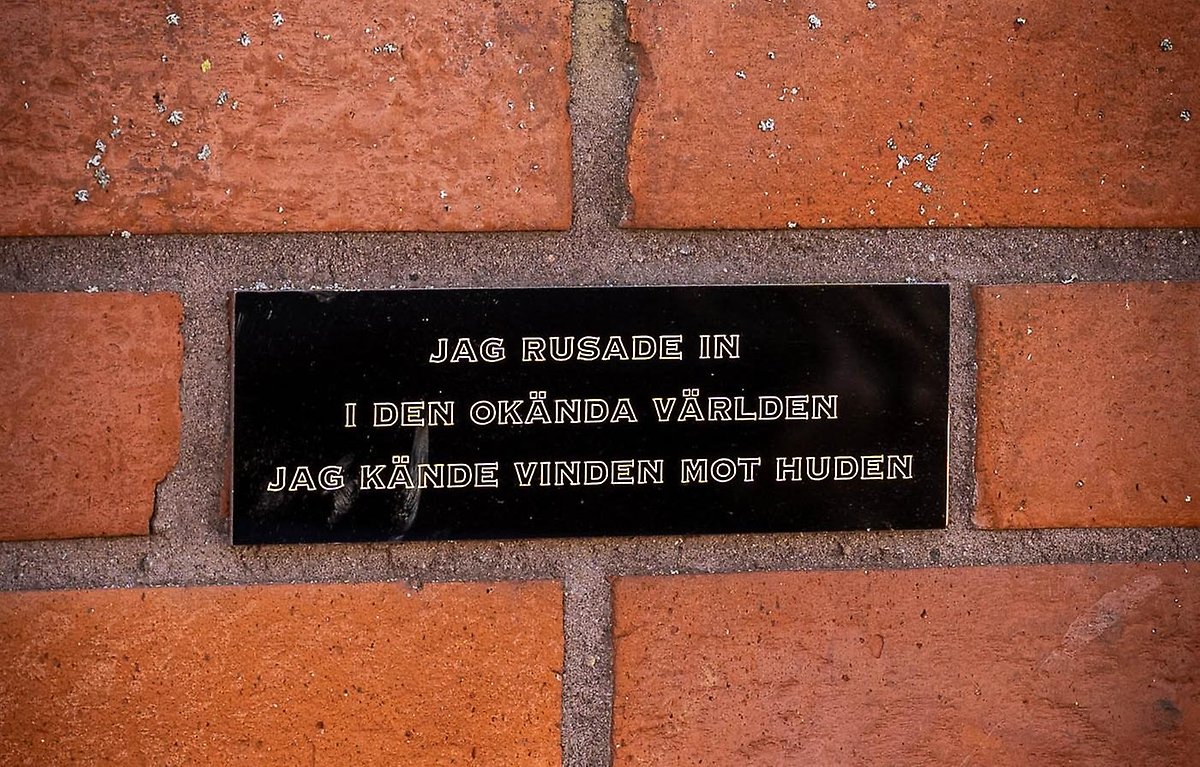 JAG RUSADE IN
I DEN OKÄNDA VÄRLDEN
JAG KÄNDE VINDEN MOT HUDEN